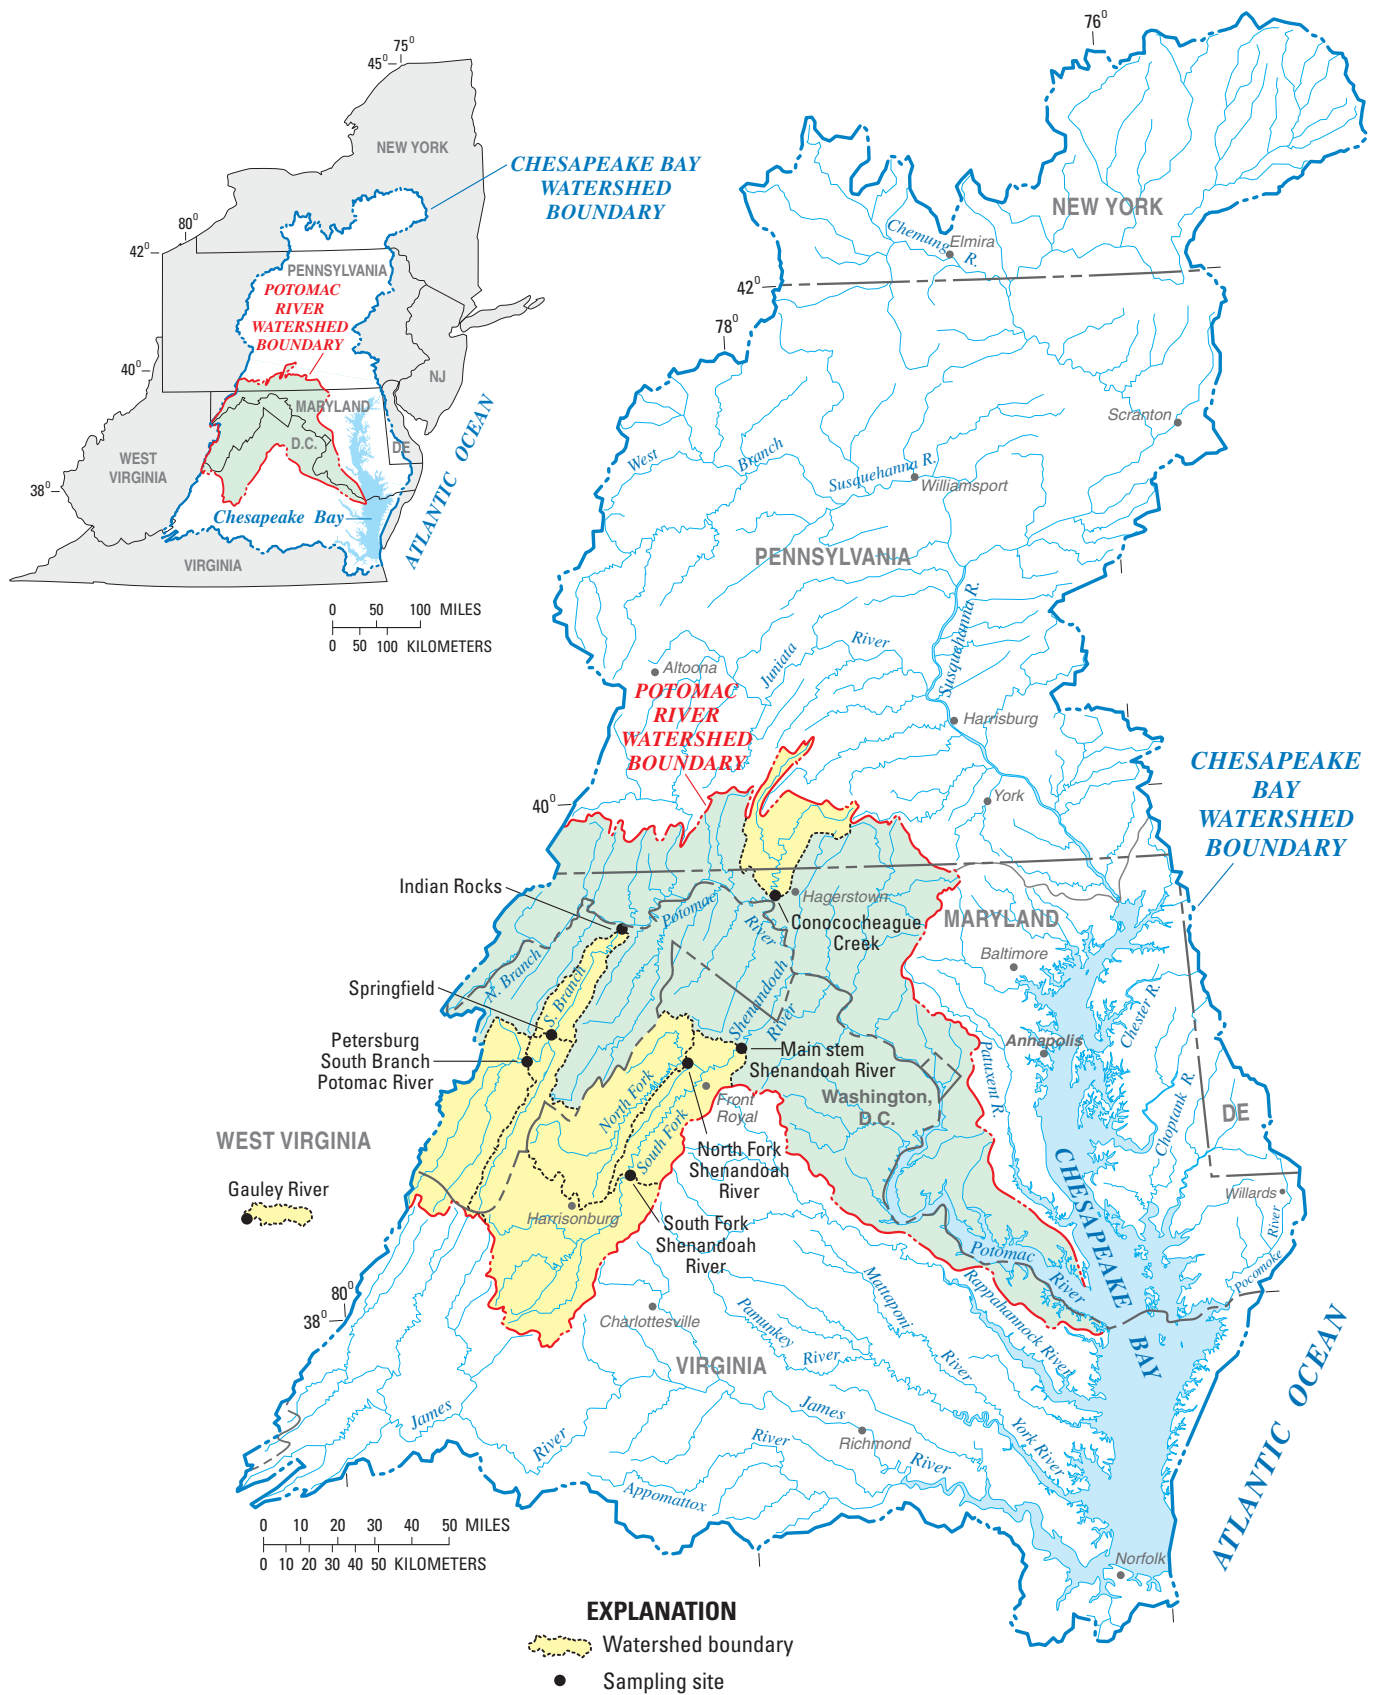 75°
45°
NEW YORK
CHESAPEAKE BAY
WATERSHED
BOUNDARY
80°
42°
PENNSYLVANIA
POTOMAC
RIVER
WATERSHED
BOUNDARY
40°
NJ
MARYLAND
D.C.
DE
WEST
VIRGINIA
38°
Chesapeake Bay
ATLANTIC OCEAN
VIRGINIA
0 50 100 MILES
0 50 100 KILOMETERS
76°
NEW YORK
Chemung
R.
Elmira
42°
78°
Scranton
West
Branch
Susquehanna R.
Williamsport
PENNSYLVANIA
Susquehanna R.
Juniata
River
Altoona
POTOMAC
RIVER
WATERSHED
BOUNDARY
Harrisburg
CHESAPEAKE
BAY
WATERSHED
BOUNDARY
York
40°
Indian Rocks
Potomac
River
Hagerstown
Conococheague
Creek
MARYLAND
Baltimore
N. Branch
S. Branch
Springfield
Shenandoah
River
Chester R.
Petersburg
South Branch
Potomac River
Main stem
Shenandoah River
Annapolis
Patuxent R.
Choptank R.
North Fork
South Fork
Front
Royal
Washington,
D.C.
DE
WEST VIRGINIA
Gauley River
North Fork
Shenandoah
River
Harrisonburg
South Fork
Shenandoah
River
CHESAPEAKE
BAY
Willards
River
Pocomoke
Potomac
River
80°
38°
Charlottesville
Mattaponi
River
Rappahannock River
Pamunkey
River
VIRGINIA
James
River
James
River
Richmond
York River
River
Appomattox
ATLANTIC OCEAN
Norfolk
0 10 20 30 40 50 MILES
0 10 20 30 40 50 KILOMETERS
EXPLANATION
Watershed boundary
Sampling site